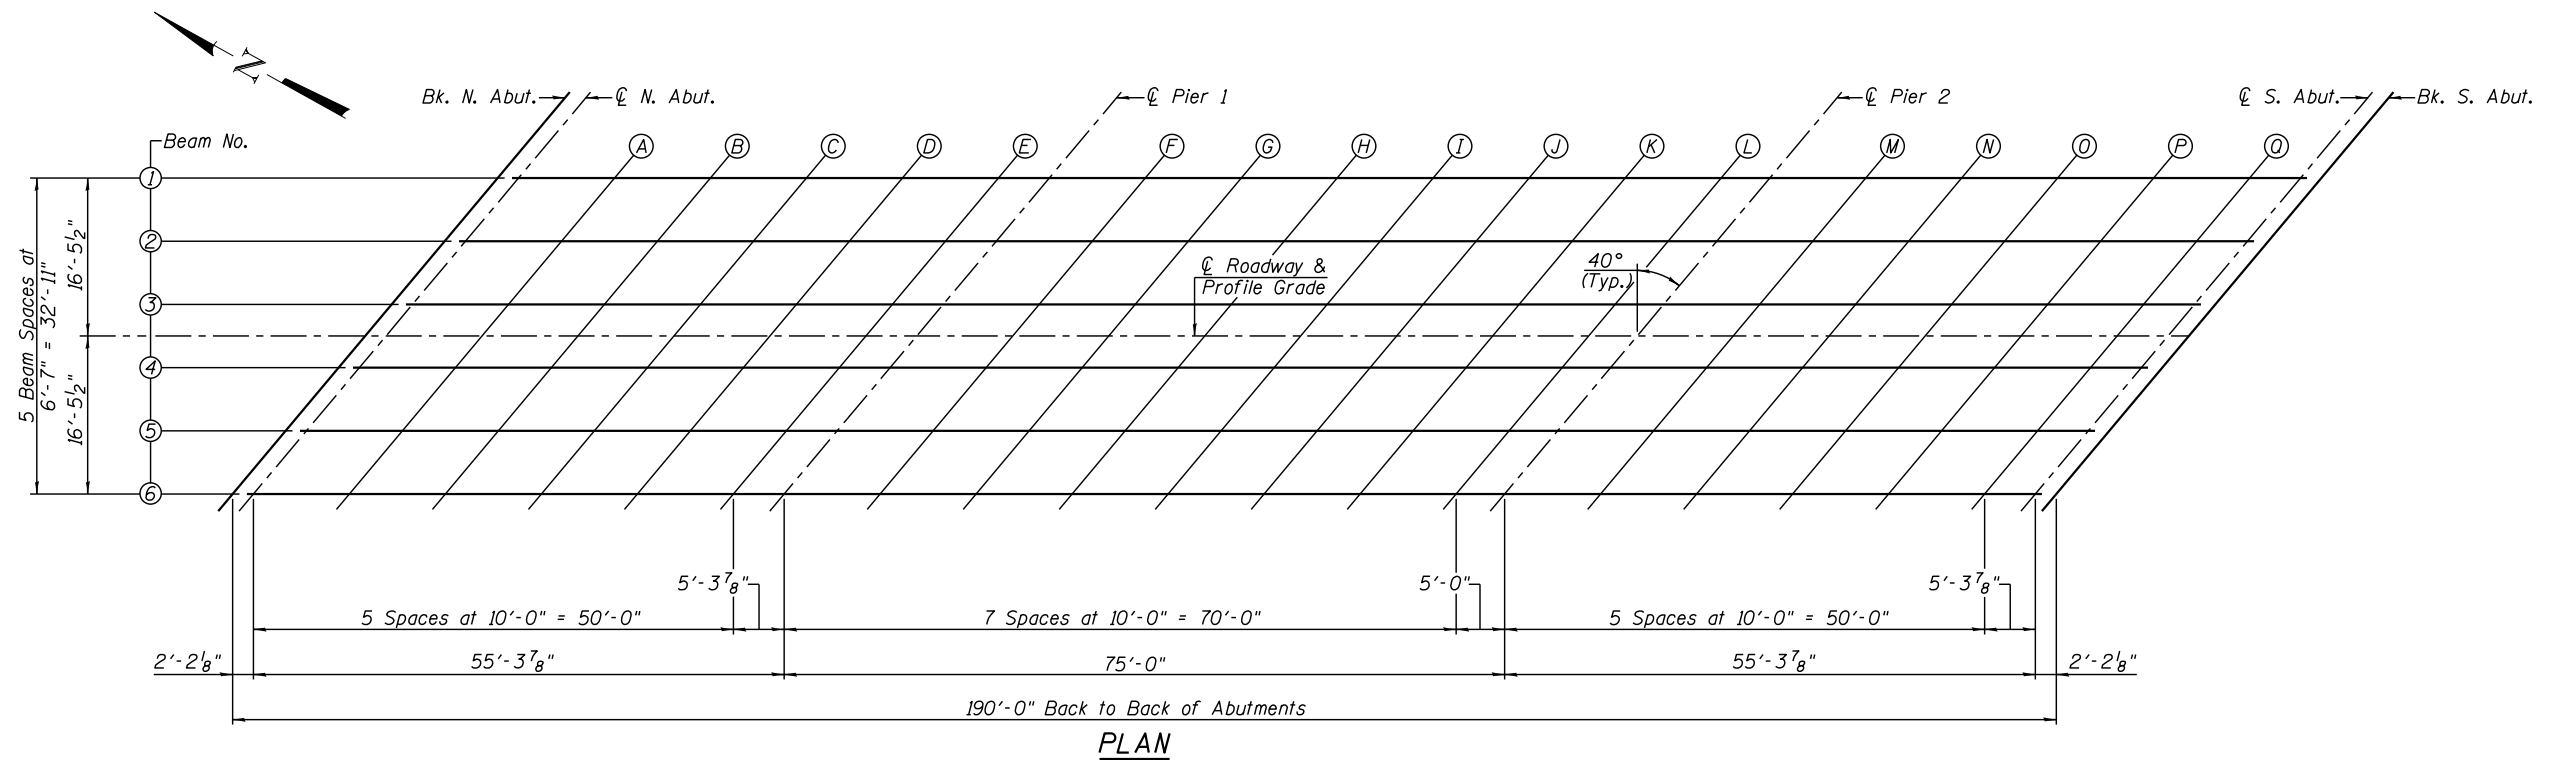 N
Bk. N. Abut.
℄ N. Abut.
℄ Pier 1
℄ Pier 2
℄ S. Abut.
Bk. S. Abut.
Beam No.
A B C D E F G H I J K L M N O P Q
1
2
3
4
5
6
5 Beam Spaces at
6'-7" = 32'-11"
16'-5½"
16'-5½"
℄ Roadway &
Profile Grade
40°
(Typ.)
5'-3⅞"
5'-0"
5'-3⅞"
5 Spaces at 10'-0" = 50'-0"
7 Spaces at 10'-0" = 70'-0"
5 Spaces at 10'-0" = 50'-0"
2'-2⅛"
55'-3⅞"
75'-0"
55'-3⅞"
2'-2⅛"
190'-0" Back to Back of Abutments
PLAN